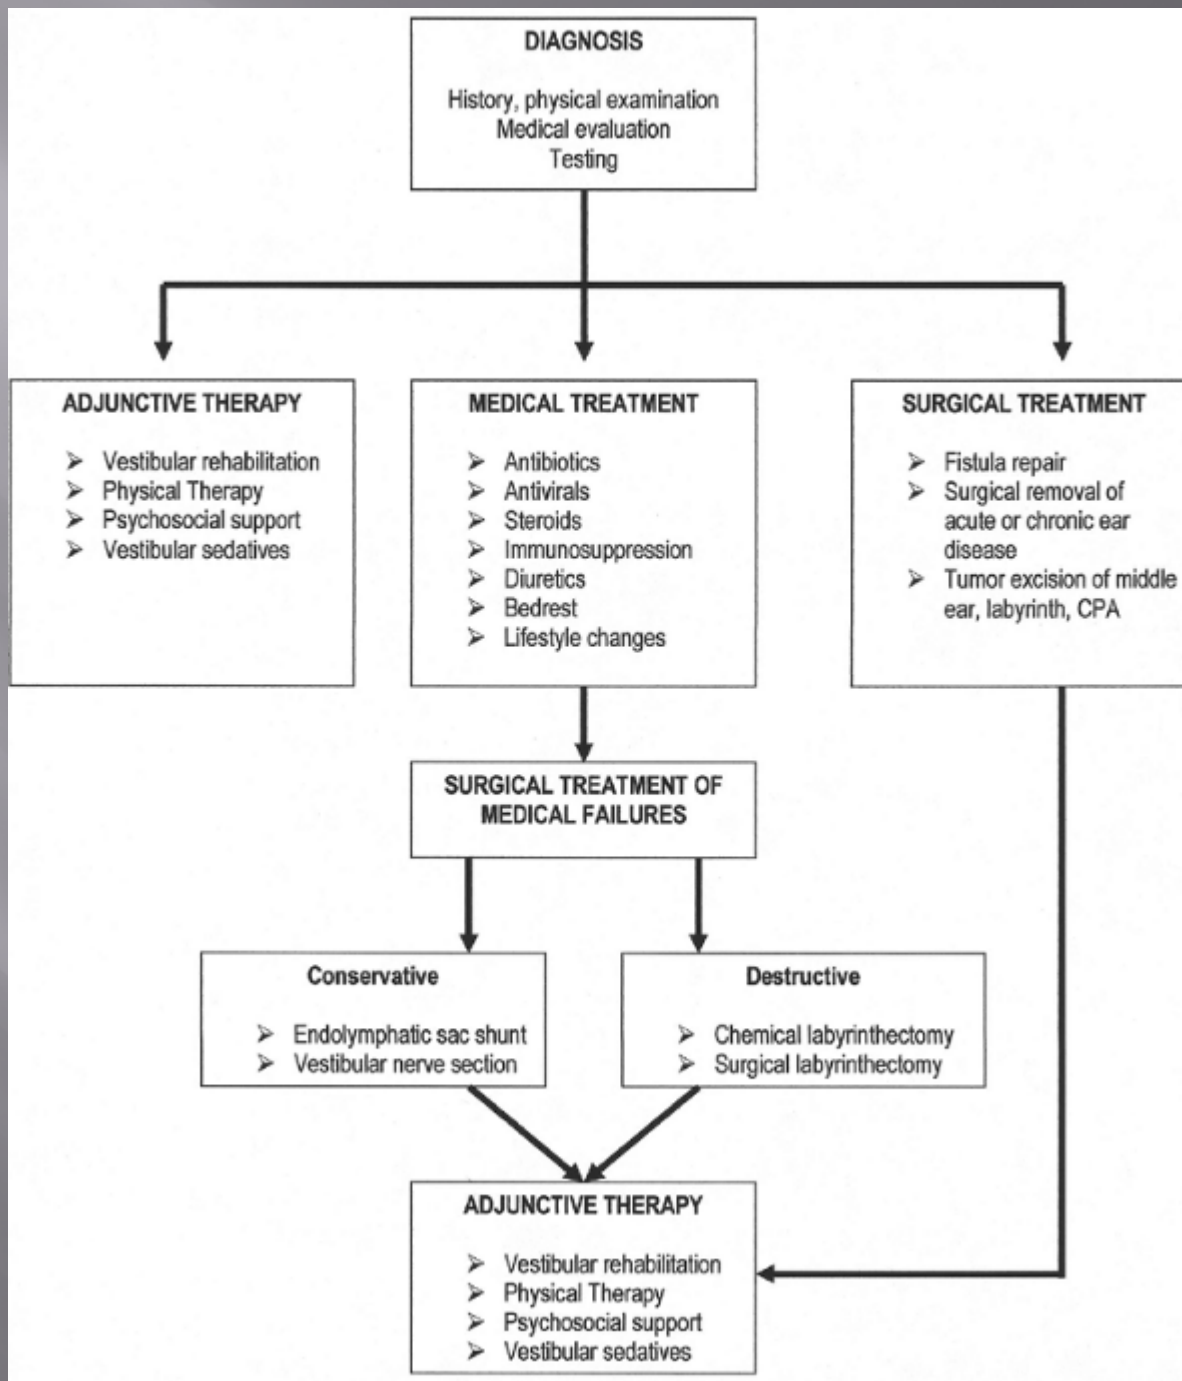 DIAGNOSIS
History, physical examination
Medical evaluation
Testing
ADJUNCTIVE THERAPY
➢ Vestibular rehabilitation
➢ Physical Therapy
➢ Psychosocial support
➢ Vestibular sedatives
MEDICAL TREATMENT
➢ Antibiotics
➢ Antivirals
➢ Steroids
➢ Immunosuppression
➢ Diuretics
➢ Bedrest
➢ Lifestyle changes
SURGICAL TREATMENT
➢ Fistula repair
➢ Surgical removal of
acute or chronic ear
disease
➢ Tumor excision of middle
ear, labyrinth, CPA
SURGICAL TREATMENT OF
MEDICAL FAILURES
Conservative
➢ Endolymphatic sac shunt
➢ Vestibular nerve section
Destructive
➢ Chemical labyrinthectomy
➢ Surgical labyrinthectomy
ADJUNCTIVE THERAPY
➢ Vestibular rehabilitation
➢ Physical Therapy
➢ Psychosocial support
➢ Vestibular sedatives